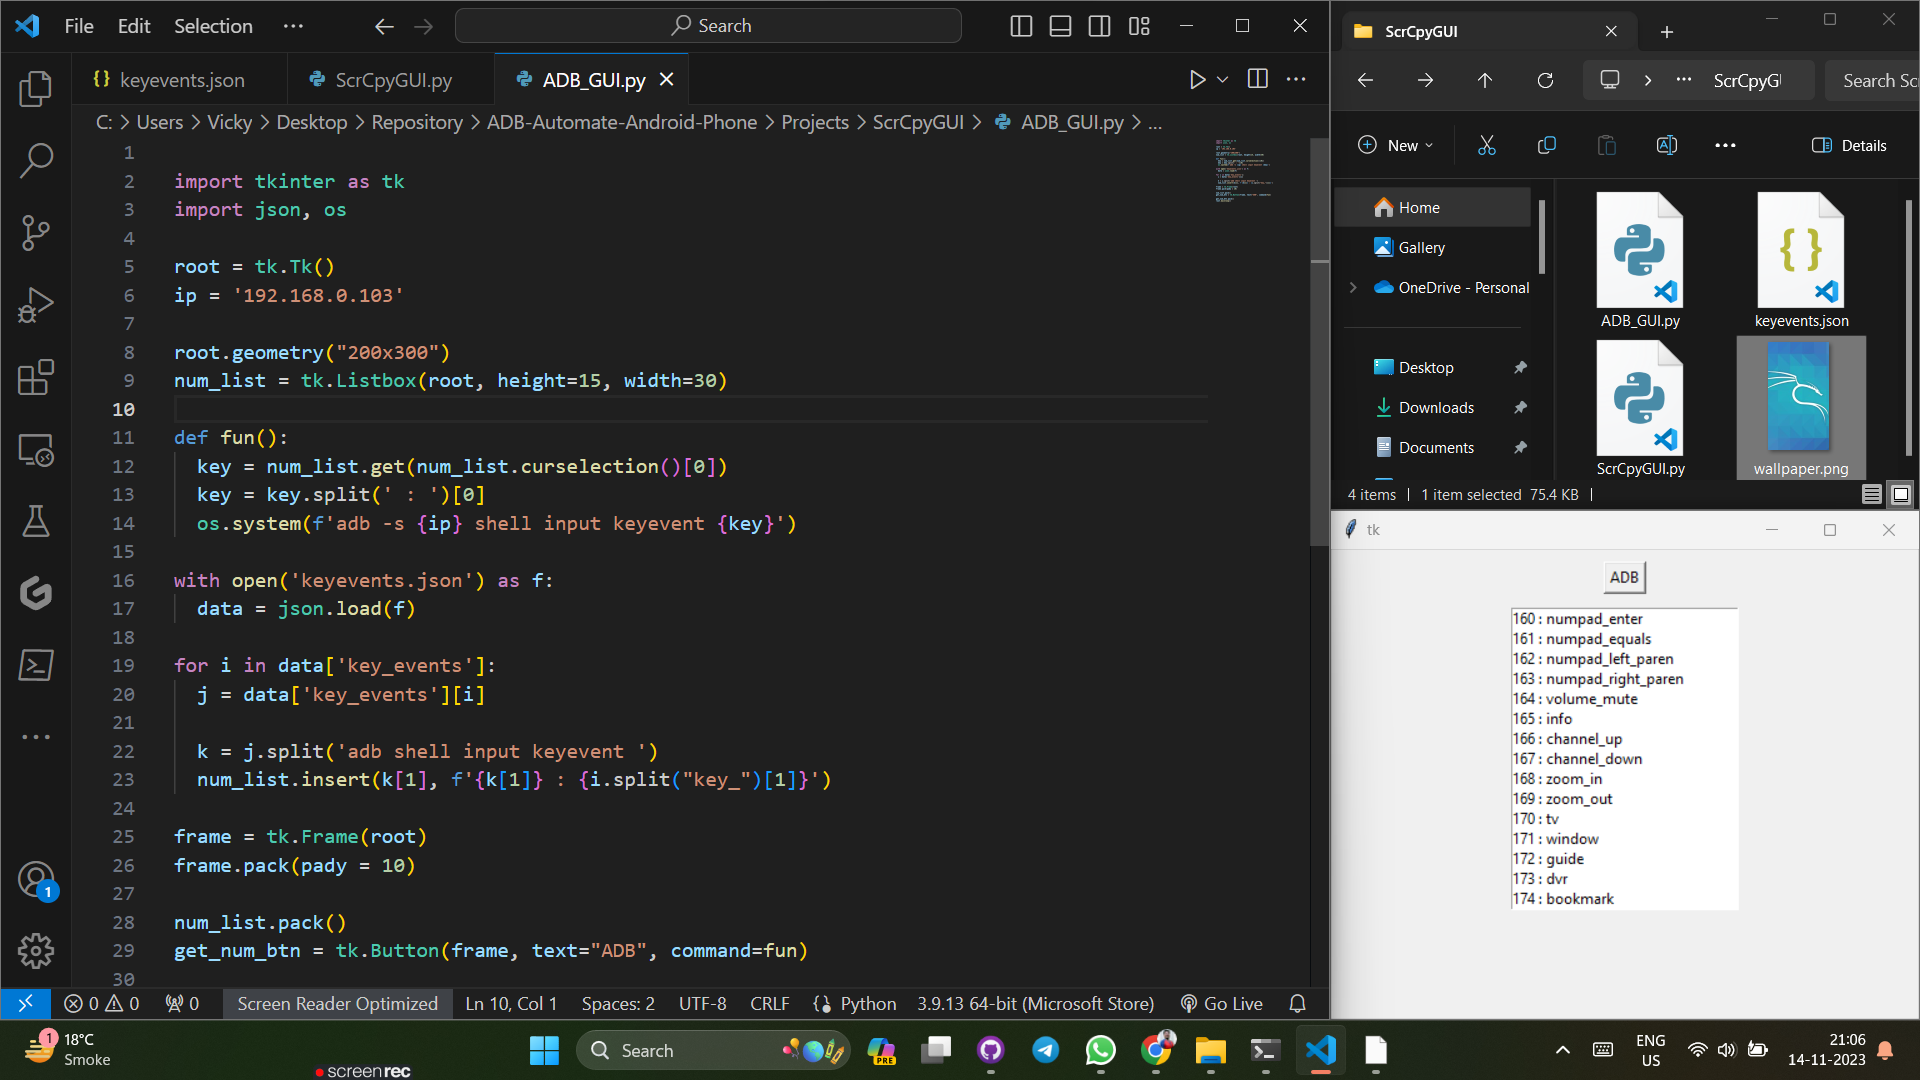 File Edit Selection ··· Search
keyevents.json ScrCpyGUI.py ADB_GUI.py
C: > Users > Vicky > Desktop > Repository > ADB-Automate-Android-Phone > Projects > ScrCpyGUI > ADB_GUI.py > ...
1
2 import tkinter as tk
3 import json, os
4
5 root = tk.Tk()
6 ip = '192.168.0.103'
7
8 root.geometry("200x300")
9 num_list = tk.Listbox(root, height=15, width=30)
10
11 def fun():
12 key = num_list.get(num_list.curselection()[0])
13 key = key.split(' : ')[0]
14 os.system(f'adb -s {ip} shell input keyevent {key}')
15
16 with open('keyevents.json') as f:
17 data = json.load(f)
18
19 for i in data['key_events']:
20 j = data['key_events'][i]
21
22 k = j.split('adb shell input keyevent ')
23 num_list.insert(k[1], f'{k[1]} : {i.split("key_")[1]}')
24
25 frame = tk.Frame(root)
26 frame.pack(pady = 10)
27
28 num_list.pack()
29 get_num_btn = tk.Button(frame, text="ADB", command=fun)
30
1
0 0 0 Screen Reader Optimized Ln 10, Col 1 Spaces: 2 UTF-8 CRLF Python 3.9.13 64-bit (Microsoft Store) Go Live
ScrCpyGUI
ScrCpyGU Search Sc
New Details
Home
Gallery
OneDrive - Personal
Desktop
Downloads
Documents
ADB_GUI.py
keyevents.json
ScrCpyGUI.py
wallpaper.png
4 items 1 item selected 75.4 KB
tk
ADB
160 : numpad_enter
161 : numpad_equals
162 : numpad_left_paren
163 : numpad_right_paren
164 : volume_mute
165 : info
166 : channel_up
167 : channel_down
168 : zoom_in
169 : zoom_out
170 : tv
171 : window
172 : guide
173 : dvr
174 : bookmark
1 18°C
Smoke
screenrec
Search
PRE
ENG
US
21:06
14-11-2023